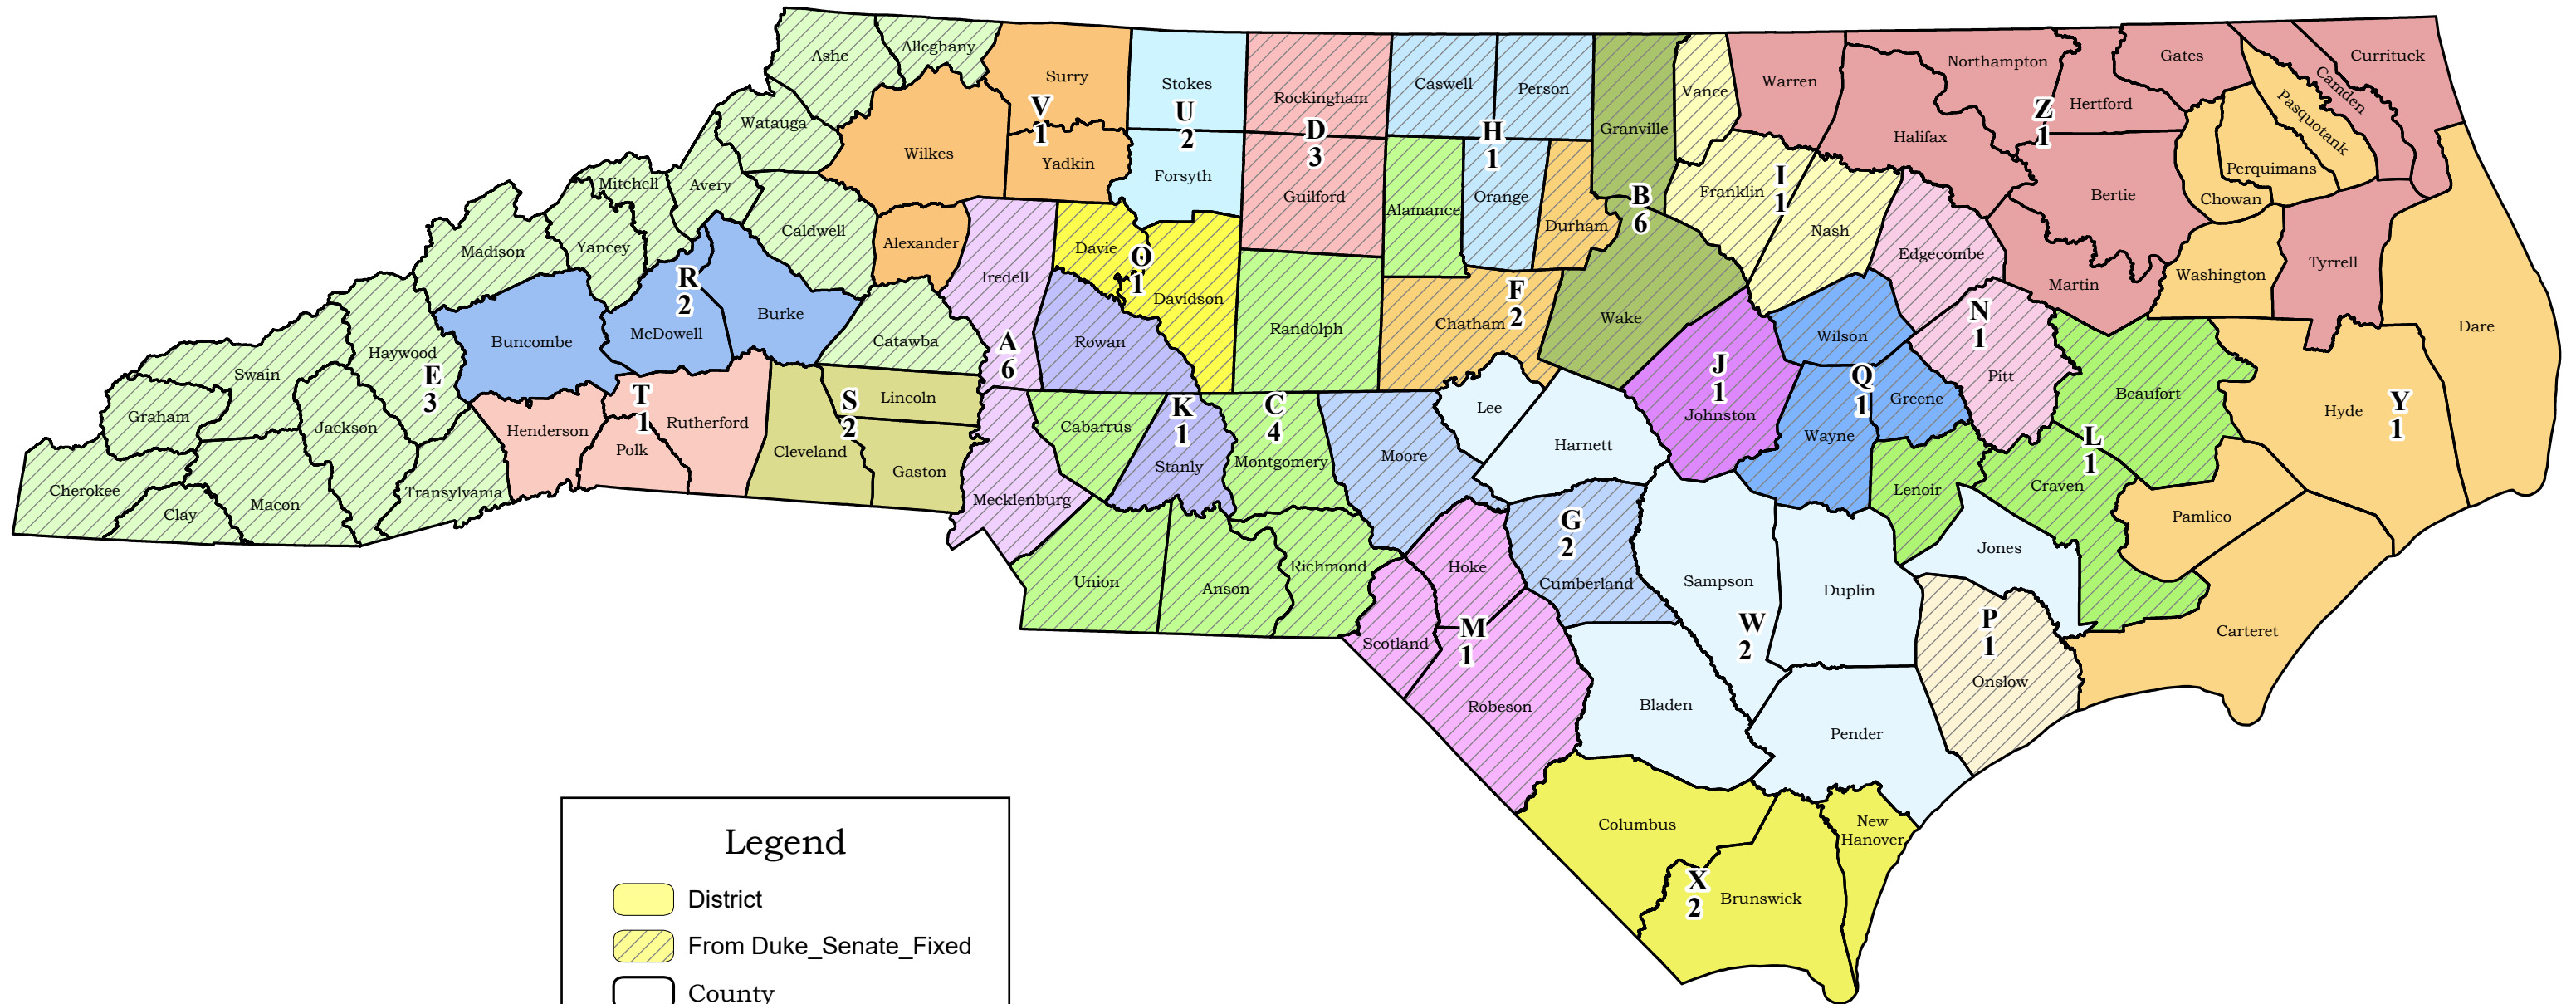 Ashe
Alleghany
Surry
Stokes
Rockingham
Caswell
Person
Granville
Vance
Warren
Northampton
Gates
Currituck
Camden
Pasquotank
Hertford
Halifax
Perquimans
Chowan
Bertie
Watauga
Wilkes
V
1
Yadkin
U
2
Forsyth
D
3
Guilford
H
1
Alamance
Orange
Durham
B
6
Franklin
I
1
Nash
Z
1
Edgecombe
Martin
Washington
Tyrrell
Dare
Mitchell
Avery
Madison
Yancey
Caldwell
Alexander
Iredell
Davie
O
1
Davidson
Randolph
Chatham
F
2
Wake
Wilson
N
1
Pitt
Beaufort
Hyde
Y
1
R
2
Buncombe
McDowell
Burke
Catawba
A
6
Rowan
J
1
Johnston
Q
1
Greene
Wayne
Haywood
E
3
Swain
Graham
Jackson
Henderson
T
1
Polk
Rutherford
S
2
Lincoln
Cleveland
Gaston
Cabarrus
K
1
Stanly
C
4
Montgomery
Moore
Lee
Harnett
Lenoir
L
1
Craven
Pamlico
Cherokee
Clay
Macon
Transylvania
Mecklenburg
Union
Anson
Richmond
Hoke
G
2
Cumberland
Sampson
Duplin
Jones
Carteret
Scotland
M
1
Robeson
W
2
P
1
Onslow
Bladen
Pender
Columbus
New
Hanover
X
2
Brunswick
Legend
District
From Duke_Senate_Fixed
County